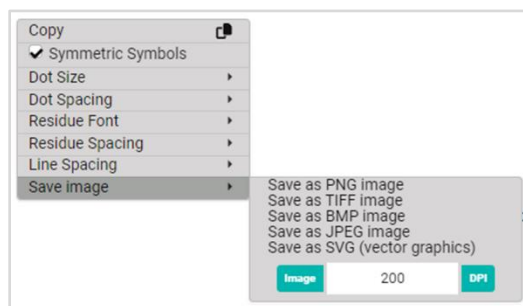 Copy
Symmetric Symbols
Dot Size
Dot Spacing
Residue Font
Residue Spacing
Line Spacing
Save image
Save as PNG image
Save as TIFF image
Save as BMP image
Save as JPEG image
Save as SVG (vector graphics)
Image 200 DPI